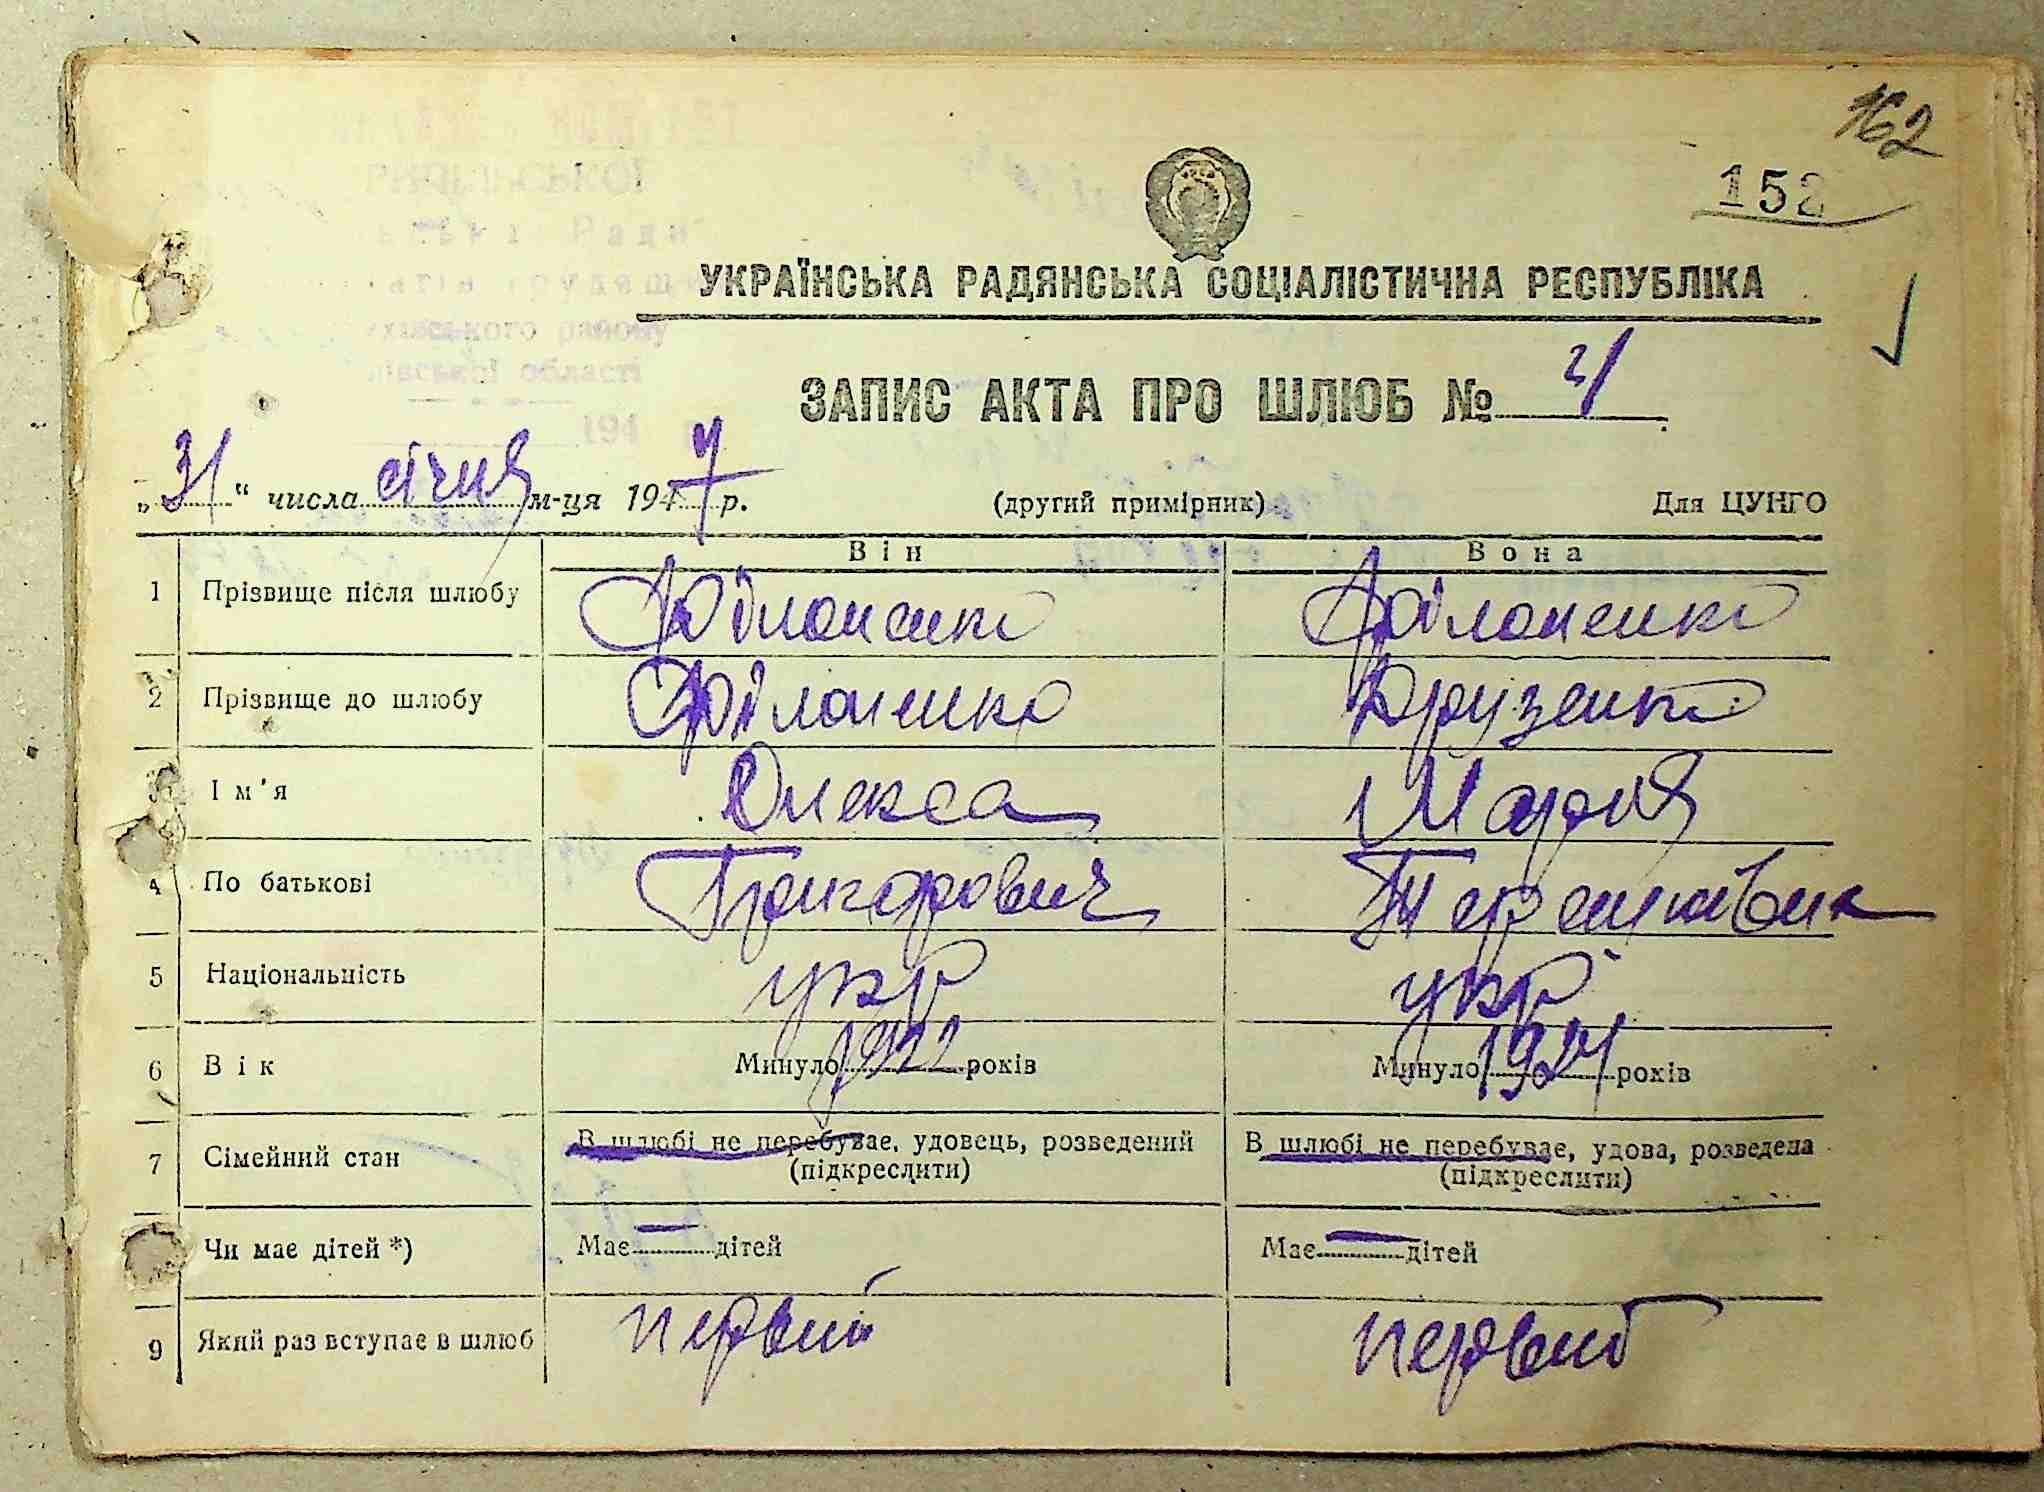 162
152
УКРАЇНСЬКА РАДЯНСЬКА СОЦІАЛІСТИЧНА РЕСПУБЛІКА
ЗАПИС АКТА ПРО ШЛЮБ № 4
„31“ числа січня м-ця 1947 р. (другий примірник) Для ЦУНГО
Він Вона
1 Прізвище після шлюбу Філоненко Філоненко
2 Прізвище до шлюбу Філоненко Друзенко
3 Ім'я Олекса Марія
4 По батькові Григорович
5 Національність укр укр
6 Вік Минуло 1922 років Минуло 1924 років
7 Сімейний стан В шлюбі не перебуває, удовець, розведений В шлюбі не перебуває, удова, розведена
(підкреслити) (підкреслити)
Чи має дітей *) Має — дітей Має — дітей
9 Який раз вступає в шлюб первий первий